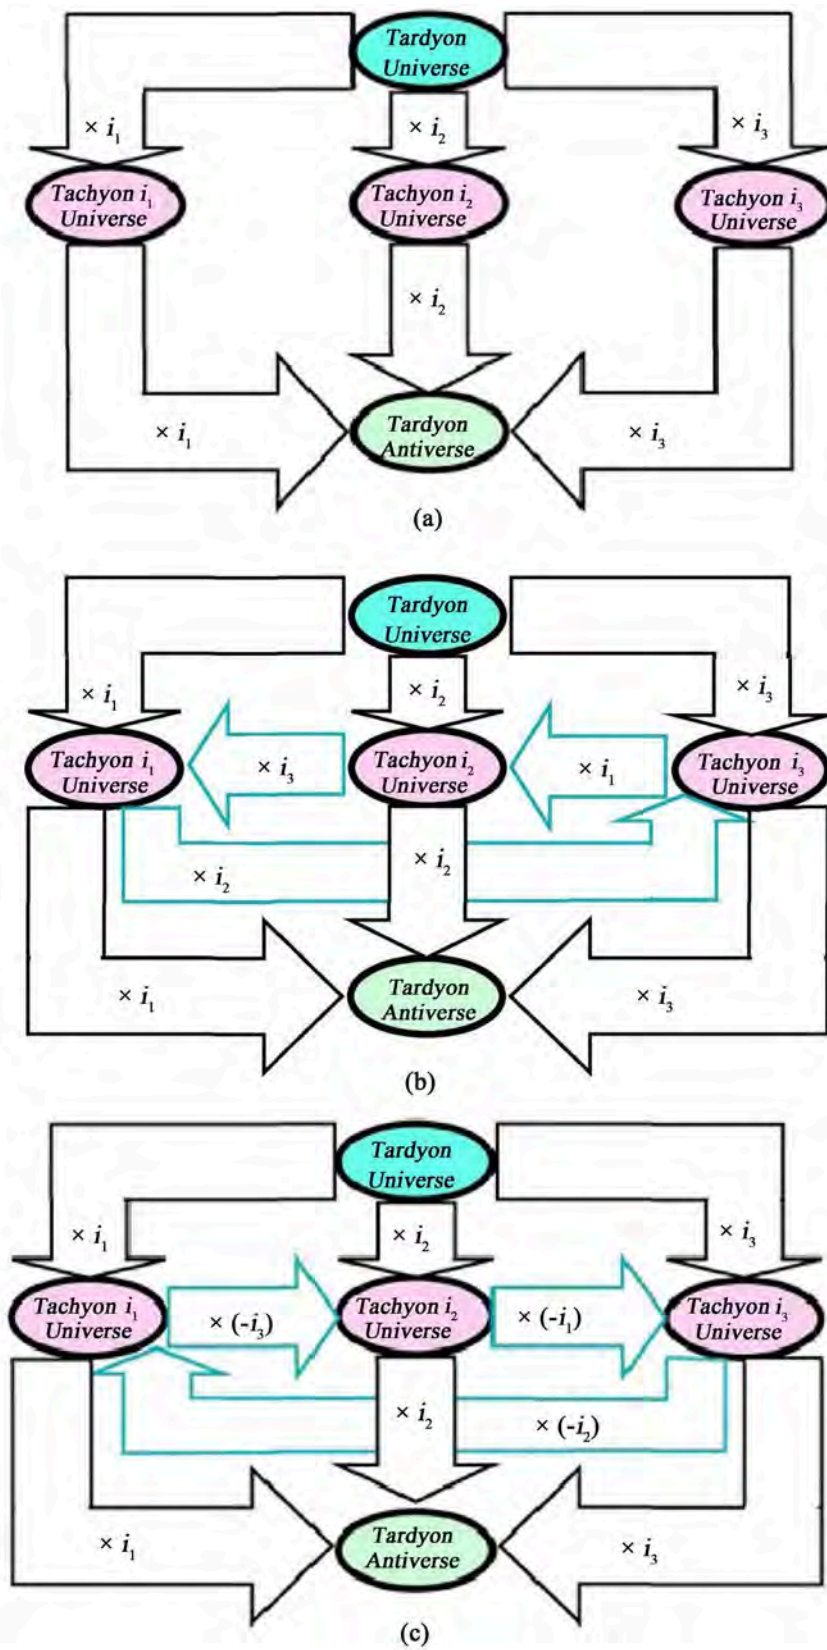 Tardyon
Universe
× i₁
× i₂
× i₃
Tachyon i₁
Universe
Tachyon i₂
Universe
Tachyon i₃
Universe
× i₂
× i₁
Tardyon
Antiverse
× i₃
(a)
Tardyon
Universe
× i₁
× i₂
× i₃
Tachyon i₁
Universe
× i₃
Tachyon i₂
Universe
× i₁
Tachyon i₃
Universe
× i₂
× i₂
× i₁
Tardyon
Antiverse
× i₃
(b)
Tardyon
Universe
× i₁
× i₂
× i₃
Tachyon i₁
Universe
× (-i₃)
Tachyon i₂
Universe
× (-i₁)
Tachyon i₃
Universe
× i₂
× (-i₂)
× i₁
Tardyon
Antiverse
× i₃
(c)